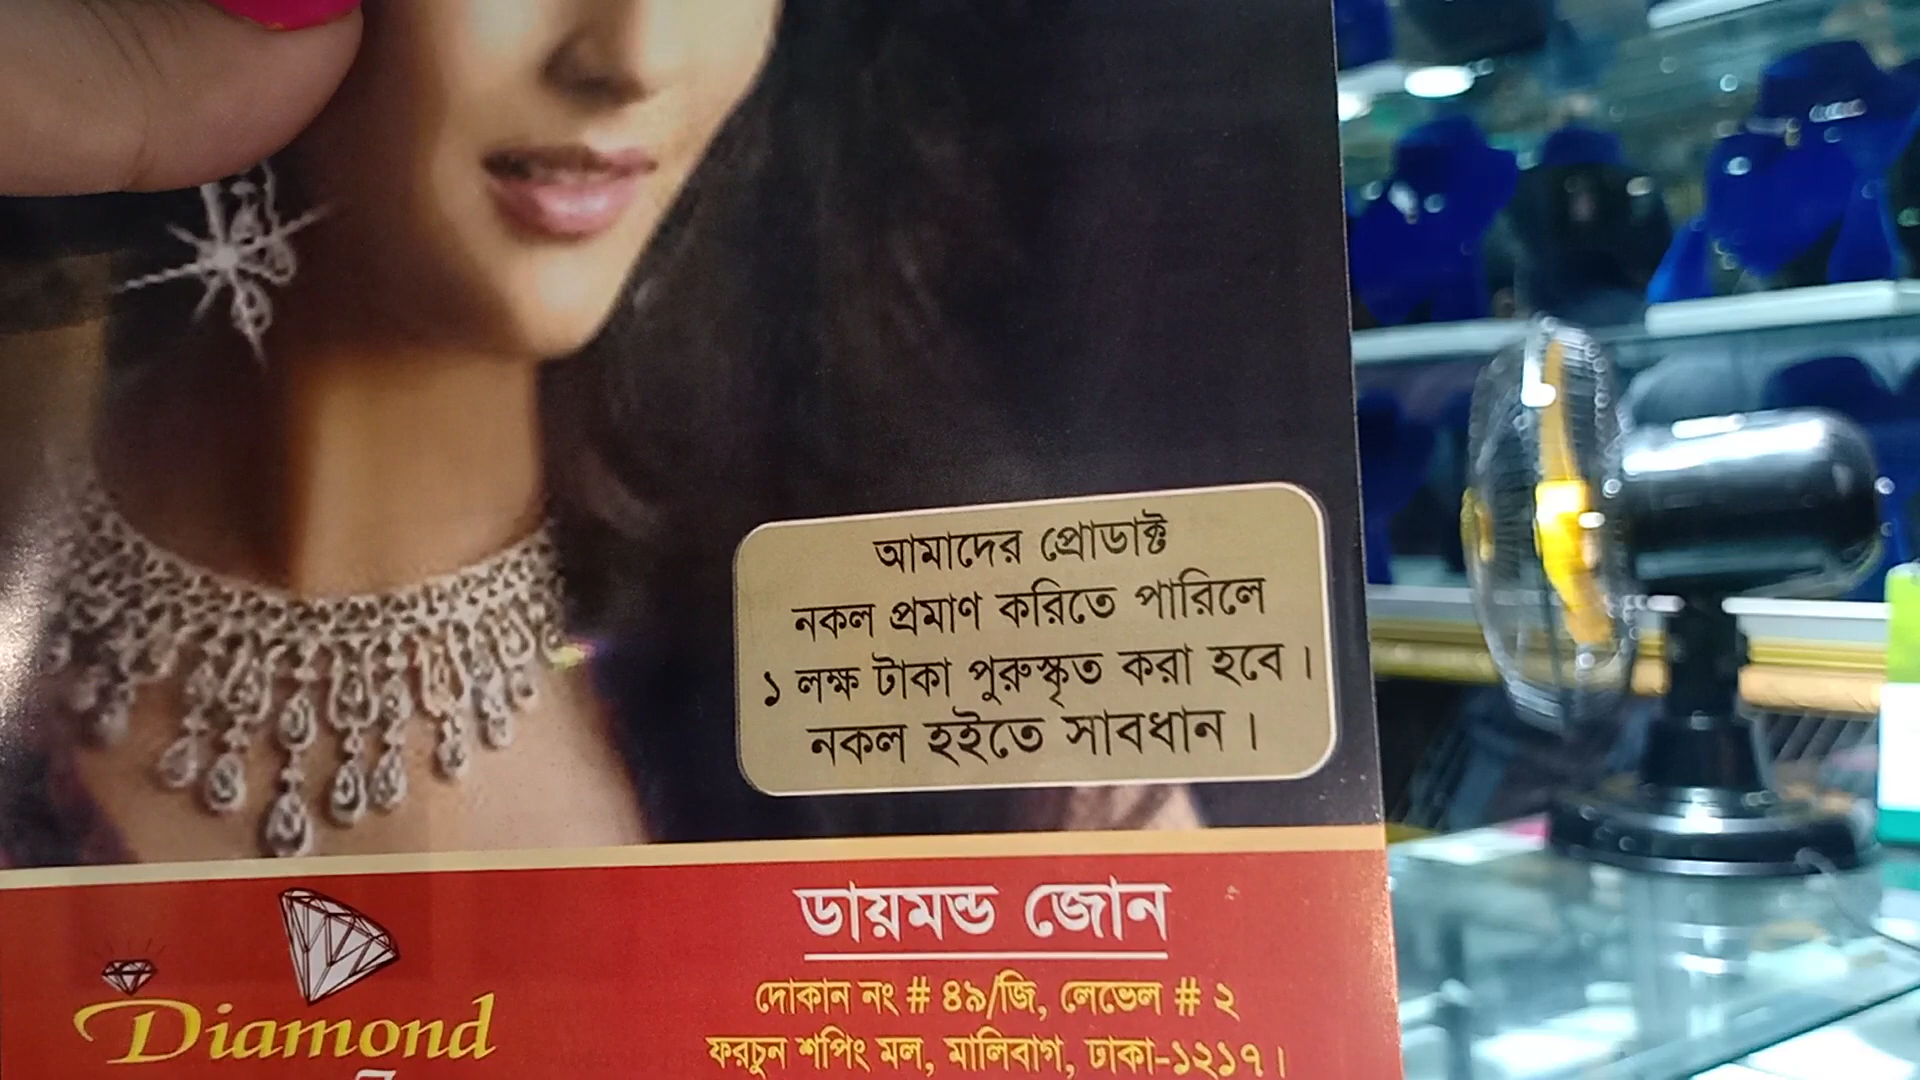 আমাদের প্রোডাক্ট
নকল প্রমাণ করিতে পারিলে
১ লক্ষ টাকা পুরুস্কৃত করা হবে।
নকল হইতে সাবধান।
ডায়মন্ড জোন
দোকান নং # ৪৯/জি, লেভেল # ২
ফরচুন শপিং মল, মালিবাগ, ঢাকা-১২১৭।
Diamond